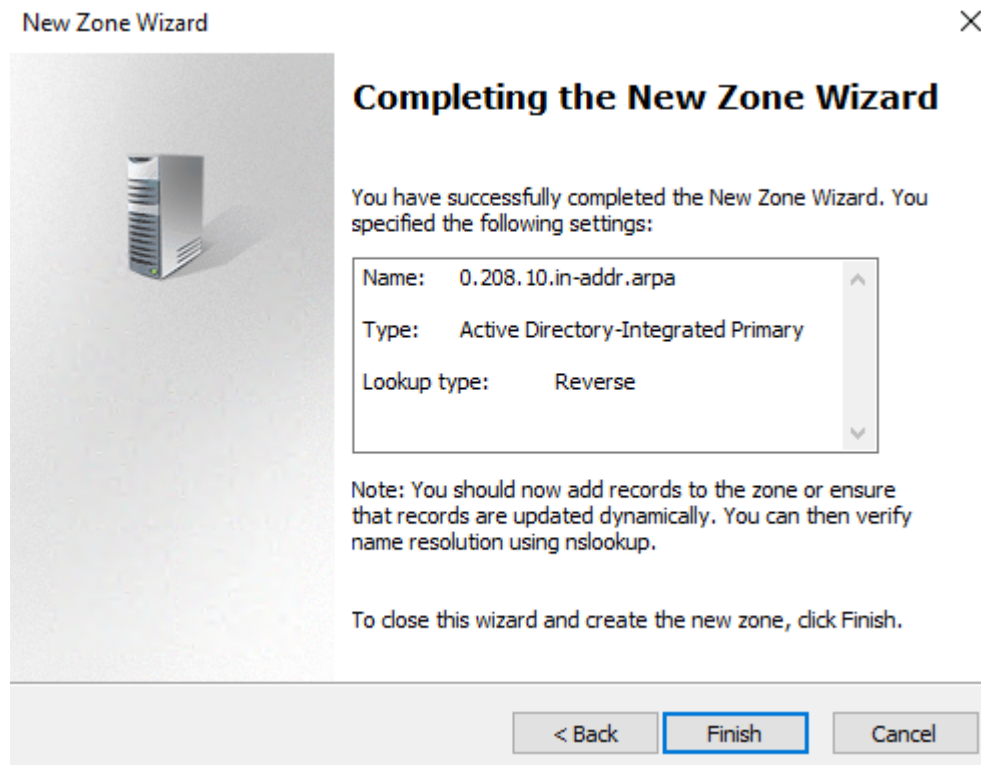 New Zone Wizard
Completing the New Zone Wizard
You have successfully completed the New Zone Wizard. You
specified the following settings:
Name: 0.208.10.in-addr.arpa
Type: Active Directory-Integrated Primary
Lookup type: Reverse
Note: You should now add records to the zone or ensure
that records are updated dynamically. You can then verify
name resolution using nslookup.
To close this wizard and create the new zone, click Finish.
< Back Finish Cancel